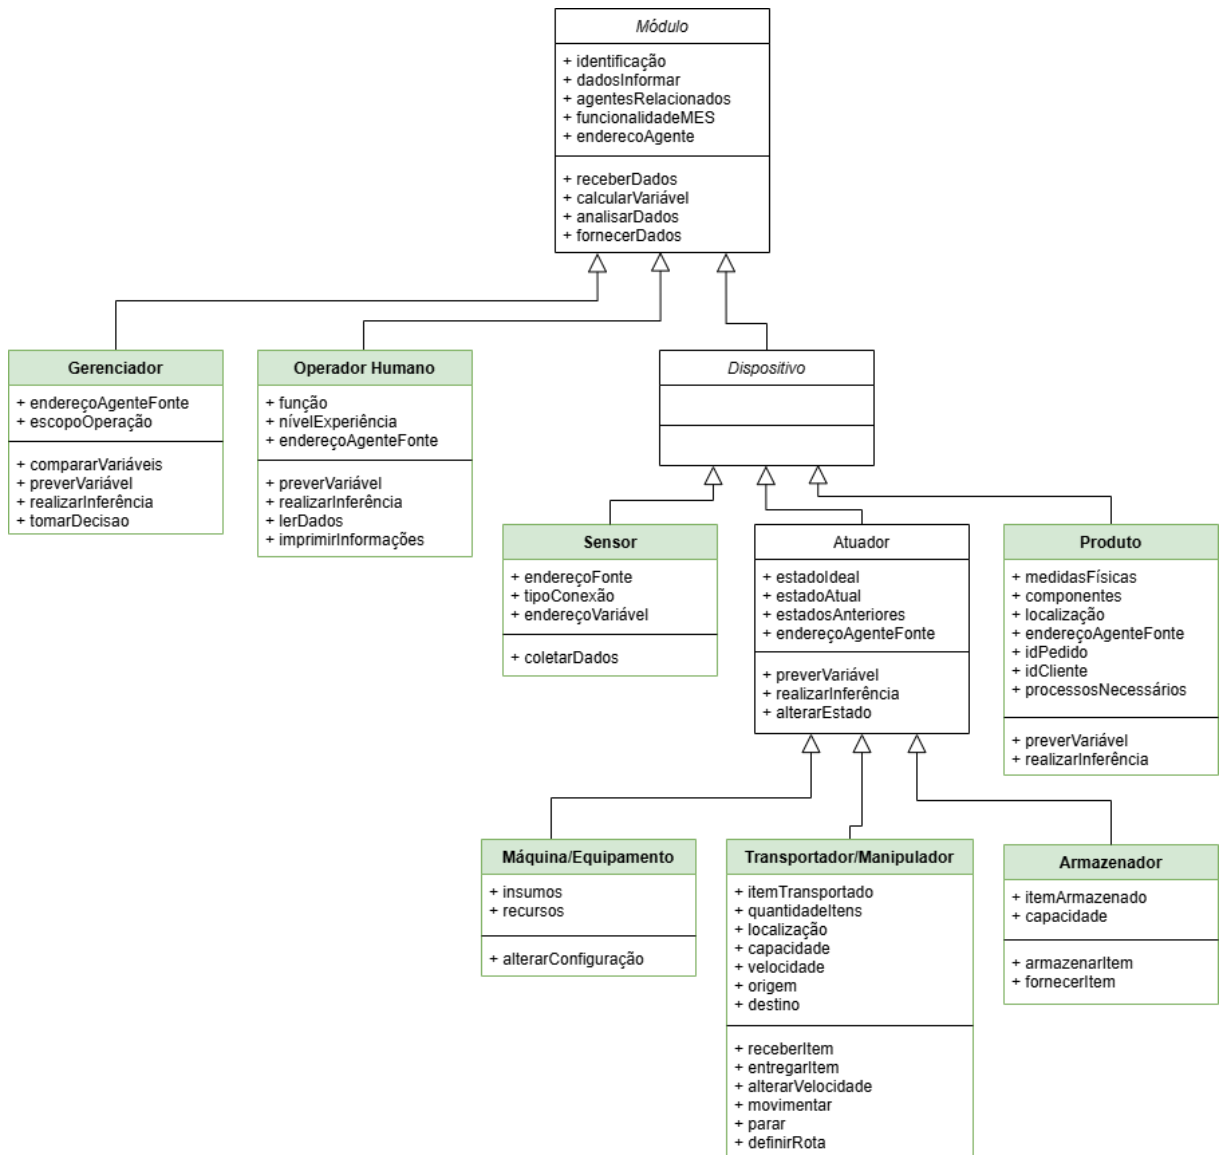 Módulo
+ identificação
+ dadosInformar
+ agentesRelacionados
+ funcionalidadeMES
+ enderecoAgente
+ receberDados
+ calcularVariável
+ analisarDados
+ fornecerDados
Gerenciador
+ endereçoAgenteFonte
+ escopoOperação
+ compararVariáveis
+ preverVariável
+ realizarInferência
+ tomarDecisao
Operador Humano
+ função
+ nívelExperiência
+ endereçoAgenteFonte
+ preverVariável
+ realizarInferência
+ lerDados
+ imprimirInformações
Dispositivo
Sensor
+ endereçoFonte
+ tipoConexão
+ endereçoVariável
+ coletarDados
Atuador
+ estadoIdeal
+ estadoAtual
+ estadosAnteriores
+ endereçoAgenteFonte
+ preverVariável
+ realizarInferência
+ alterarEstado
Produto
+ medidasFísicas
+ componentes
+ localização
+ endereçoAgenteFonte
+ idPedido
+ idCliente
+ processosNecessários
+ preverVariável
+ realizarInferência
Máquina/Equipamento
+ insumos
+ recursos
+ alterarConfiguração
Transportador/Manipulador
+ itemTransportado
+ quantidadeItens
+ localização
+ capacidade
+ velocidade
+ origem
+ destino
+ receberItem
+ entregarItem
+ alterarVelocidade
+ movimentar
+ parar
+ definirRota
Armazenador
+ itemArmazenado
+ capacidade
+ armazenarItem
+ fornecerItem